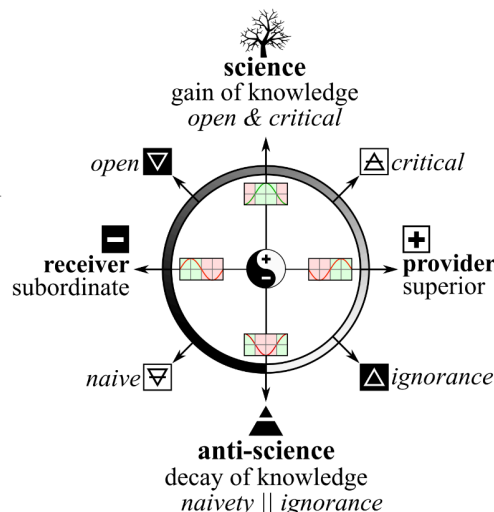 science
gain of knowledge
open & critical
open
critical
receiver
subordinate
provider
superior
naive
ignorance
anti-science
decay of knowledge
naivety || ignorance